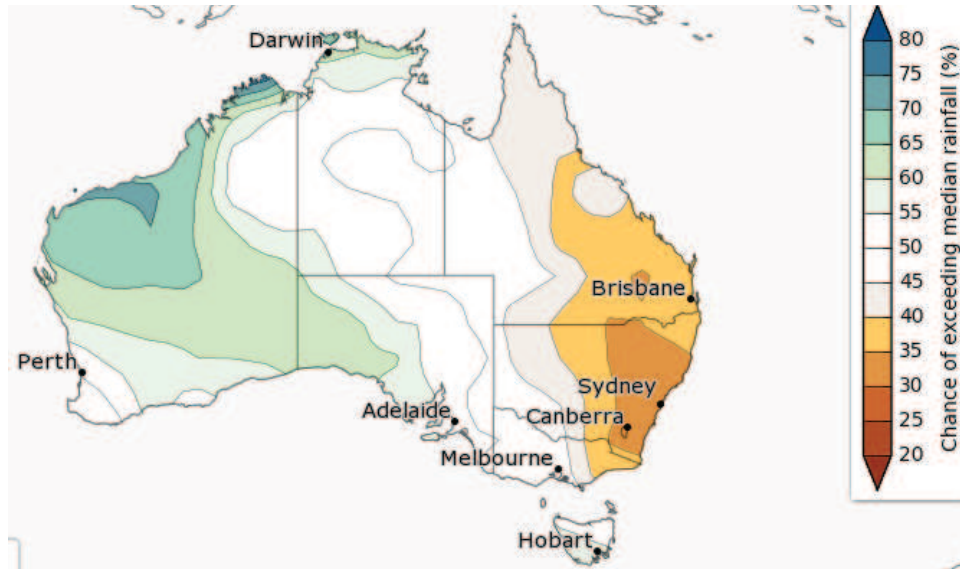 Darwin
Brisbane
Perth
Sydney
Adelaide
Canberra
Melbourne
Hobart
80
75
70
65
60
55
50
45
40
35
30
25
20
Chance of exceeding median rainfall (%)